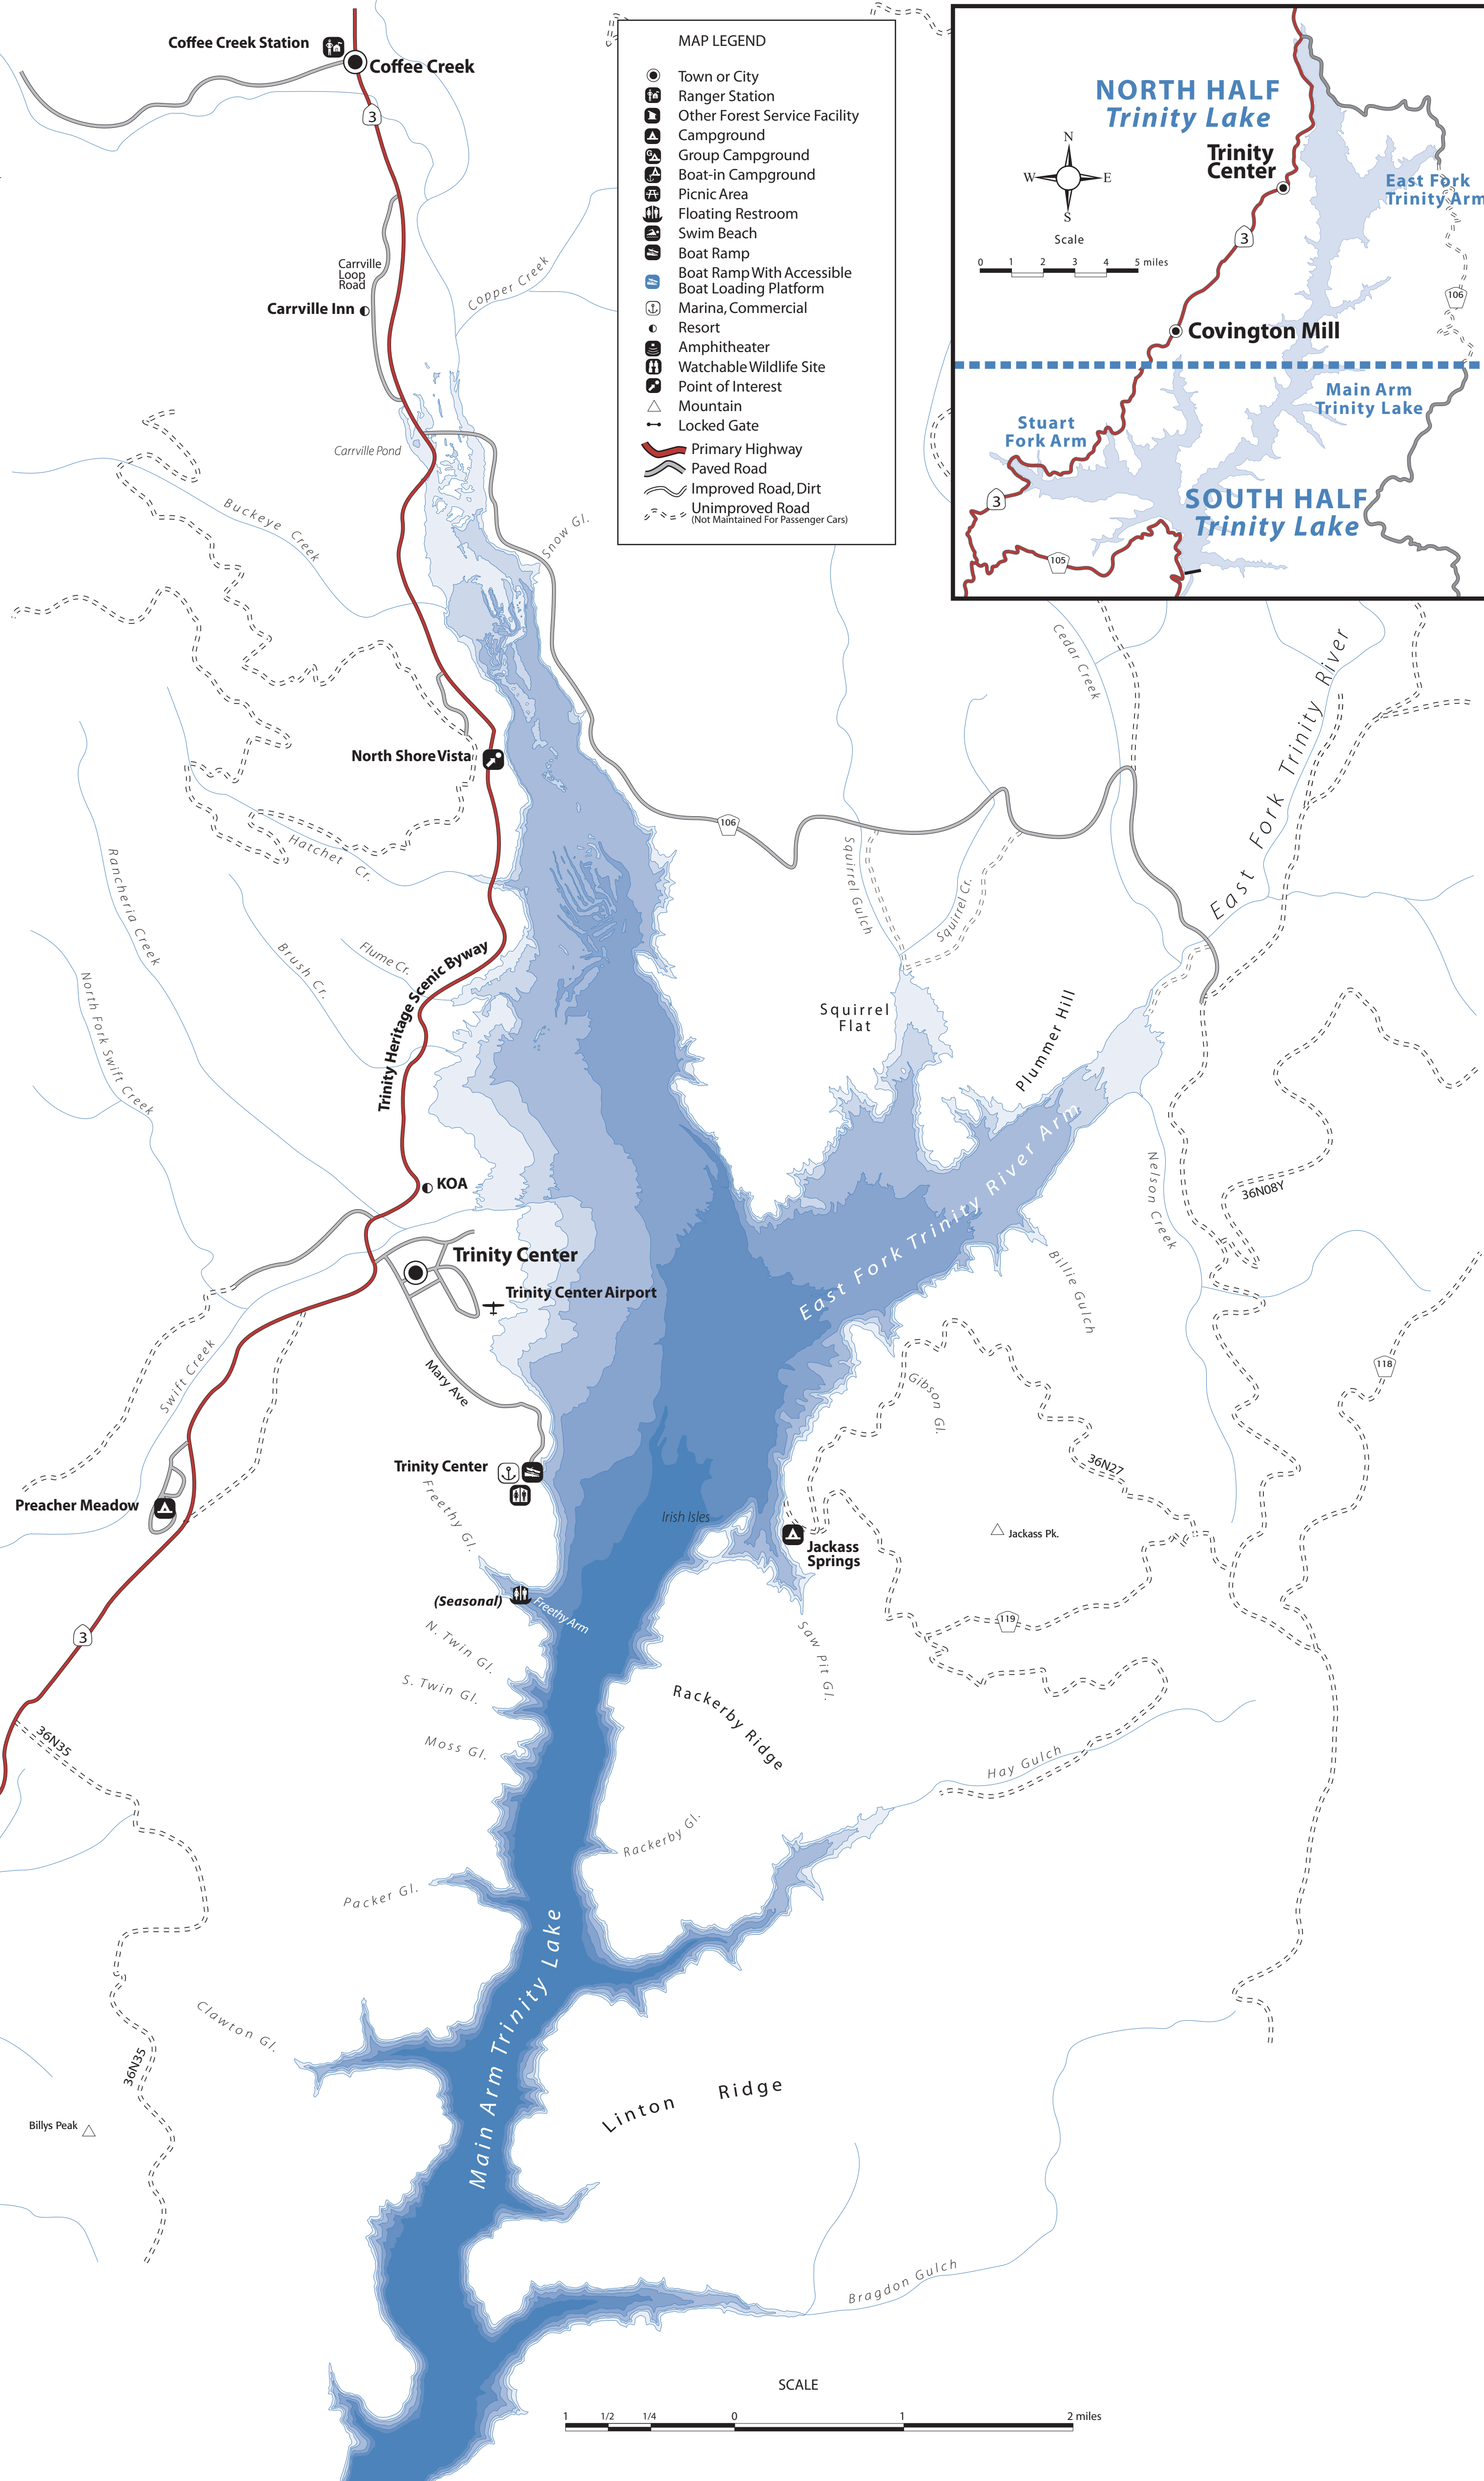 Coffee Creek Station
Coffee Creek
3
Carrville
Loop
Road
Carrville Inn
Copper Creek
Carrville Pond
Buckeye Creek
Snow Gl.
MAP LEGEND
Town or City
Ranger Station
Other Forest Service Facility
Campground
Group Campground
Boat-in Campground
Picnic Area
Floating Restroom
Swim Beach
Boat Ramp
Boat Ramp With Accessible
Boat Loading Platform
Marina, Commercial
Resort
Amphitheater
Watchable Wildlife Site
Point of Interest
Mountain
Locked Gate
Primary Highway
Paved Road
Improved Road, Dirt
Unimproved Road
(Not Maintained For Passenger Cars)
NORTH HALF
Trinity Lake
N
W
E
S
Scale
0 1 2 3 4 5 miles
Trinity
Center
East Fork
Trinity Arm
3
106
Covington Mill
Main Arm
Trinity Lake
Stuart
Fork Arm
3
SOUTH HALF
Trinity Lake
105
Cedar Creek
East Fork Trinity River
North Shore Vista
106
Hatchet Cr.
Rancheria Creek
Squirrel Gulch
Squirrel Cr.
Brush Cr.
Flume Cr.
Trinity Heritage Scenic Byway
North Fork Swift Creek
Squirrel
Flat
Plummer Hill
East Fork Trinity River Arm
Nelson Creek
36N08Y
KOA
Trinity Center
Trinity Center Airport
Billie Gulch
Swift Creek
Mary Ave
Gibson Gl.
118
36N27
Trinity Center
Freethy Gl.
Preacher Meadow
Irish Isles
Jackass
Springs
Jackass Pk.
(Seasonal)
Freethy Arm
119
3
N. Twin Gl.
Saw Pit Gl.
S. Twin Gl.
Rackerby Ridge
36N35
Moss Gl.
Hay Gulch
Rackerby Gl.
Packer Gl.
Main Arm Trinity Lake
Clawton Gl.
36N35
Linton Ridge
Billys Peak
Bragdon Gulch
SCALE
1 1/2 1/4 0 1 2 miles